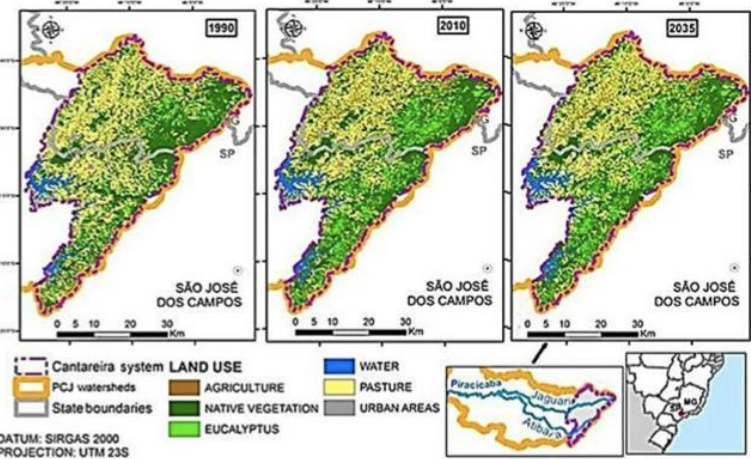 1990
2010
2035
SP
SP
SP
SÃO JOSÉ
DOS CAMPOS
SÃO JOSÉ
DOS CAMPOS
SÃO JOSÉ
DOS CAMPOS
0 5 10 20 30
Km
0 5 10 20 30
Km
0 5 10 20 30
Km
Cantareira system
PCJ watersheds
State boundaries
LAND USE
AGRICULTURE
NATIVE VEGETATION
EUCALYPTUS
WATER
PASTURE
URBAN AREAS
DATUM: SIRGAS 2000
PROJECTION: UTM 23S
Piracicaba
Jaguari
Atibaia
MG
SP